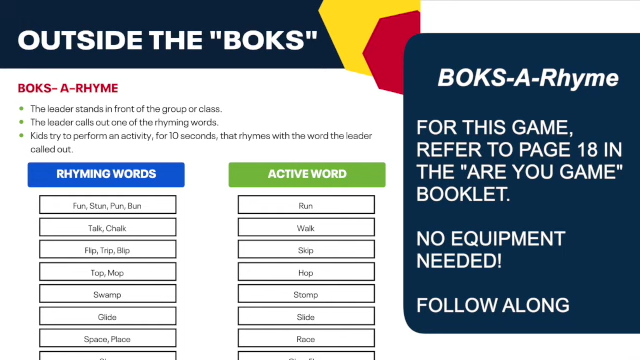 OUTSIDE THE "BOKS"
BOKS- A-RHYME
The leader stands in front of the group or class.
The leader calls out one of the rhyming words.
Kids try to perform an activity, for 10 seconds, that rhymes with the word the leader
called out.
RHYMING WORDS
ACTIVE WORD
Fun, Stun, Pun, Bun
Run
Talk, Chalk
Walk
Flip, Trip, Blip
Skip
Top, Mop
Hop
Swamp
Stomp
Glide
Slide
Space, Place
Race
BOKS-A-Rhyme
FOR THIS GAME,
REFER TO PAGE 18 IN
THE "ARE YOU GAME"
BOOKLET.
NO EQUIPMENT
NEEDED!
FOLLOW ALONG